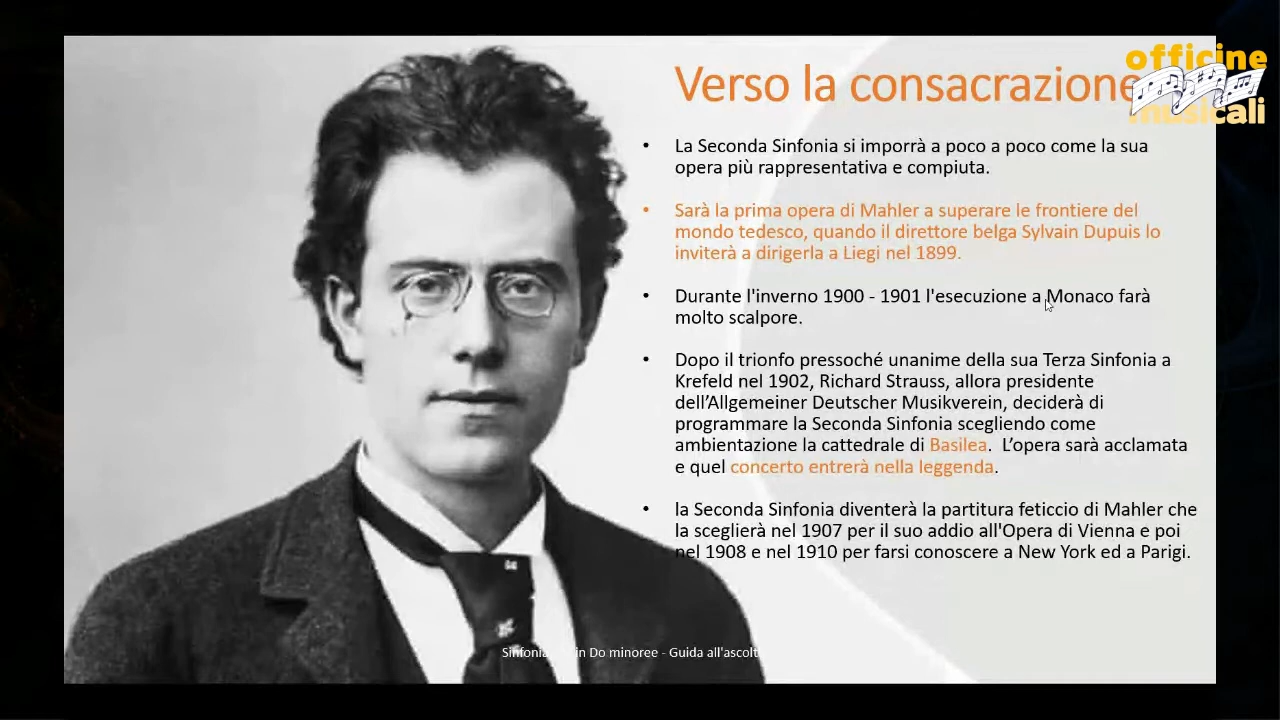 officine
musicali
Verso la consacrazione
• La Seconda Sinfonia si imporrà a poco a poco come la sua
opera più rappresentativa e compiuta.
• Sarà la prima opera di Mahler a superare le frontiere del
mondo tedesco, quando il direttore belga Sylvain Dupuis lo
inviterà a dirigerla a Liegi nel 1899.
• Durante l'inverno 1900 - 1901 l'esecuzione a Monaco farà
molto scalpore.
• Dopo il trionfo pressoché unanime della sua Terza Sinfonia a
Krefeld nel 1902, Richard Strauss, allora presidente
dell’Allgemeiner Deutscher Musikverein, deciderà di
programmare la Seconda Sinfonia scegliendo come
ambientazione la cattedrale di Basilea.  L’opera sarà acclamata
e quel concerto entrerà nella leggenda.
• la Seconda Sinfonia diventerà la partitura feticcio di Mahler che
la sceglierà nel 1907 per il suo addio all'Opera di Vienna e poi
nel 1908 e nel 1910 per farsi conoscere a New York ed a Parigi.
in Do minoree - Guida all'ascolt